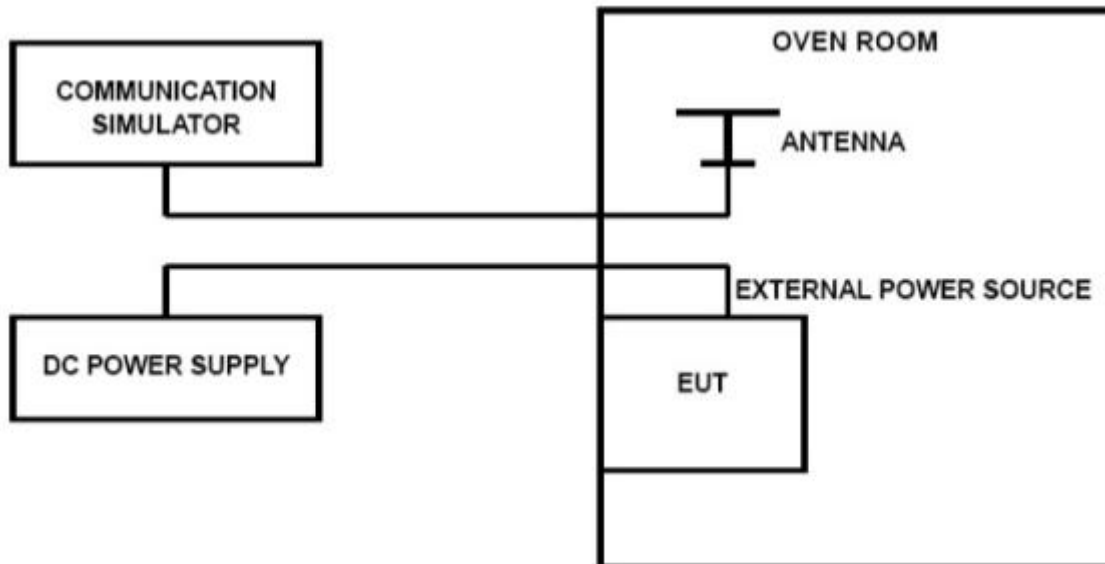 OVEN ROOM
COMMUNICATION
SIMULATOR
ANTENNA
EXTERNAL POWER SOURCE
DC POWER SUPPLY
EUT